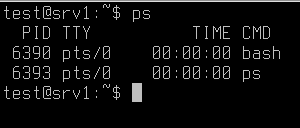 test@srv1:~$ ps
  PID TTY          TIME CMD
 6390 pts/0    00:00:00 bash
 6393 pts/0    00:00:00 ps
test@srv1:~$